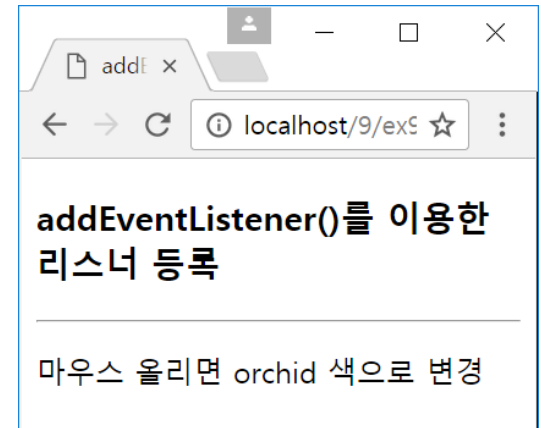 add
localhost/9/ex9
addEventListener()를 이용한
리스너 등록
마우스 올리면 orchid 색으로 변경